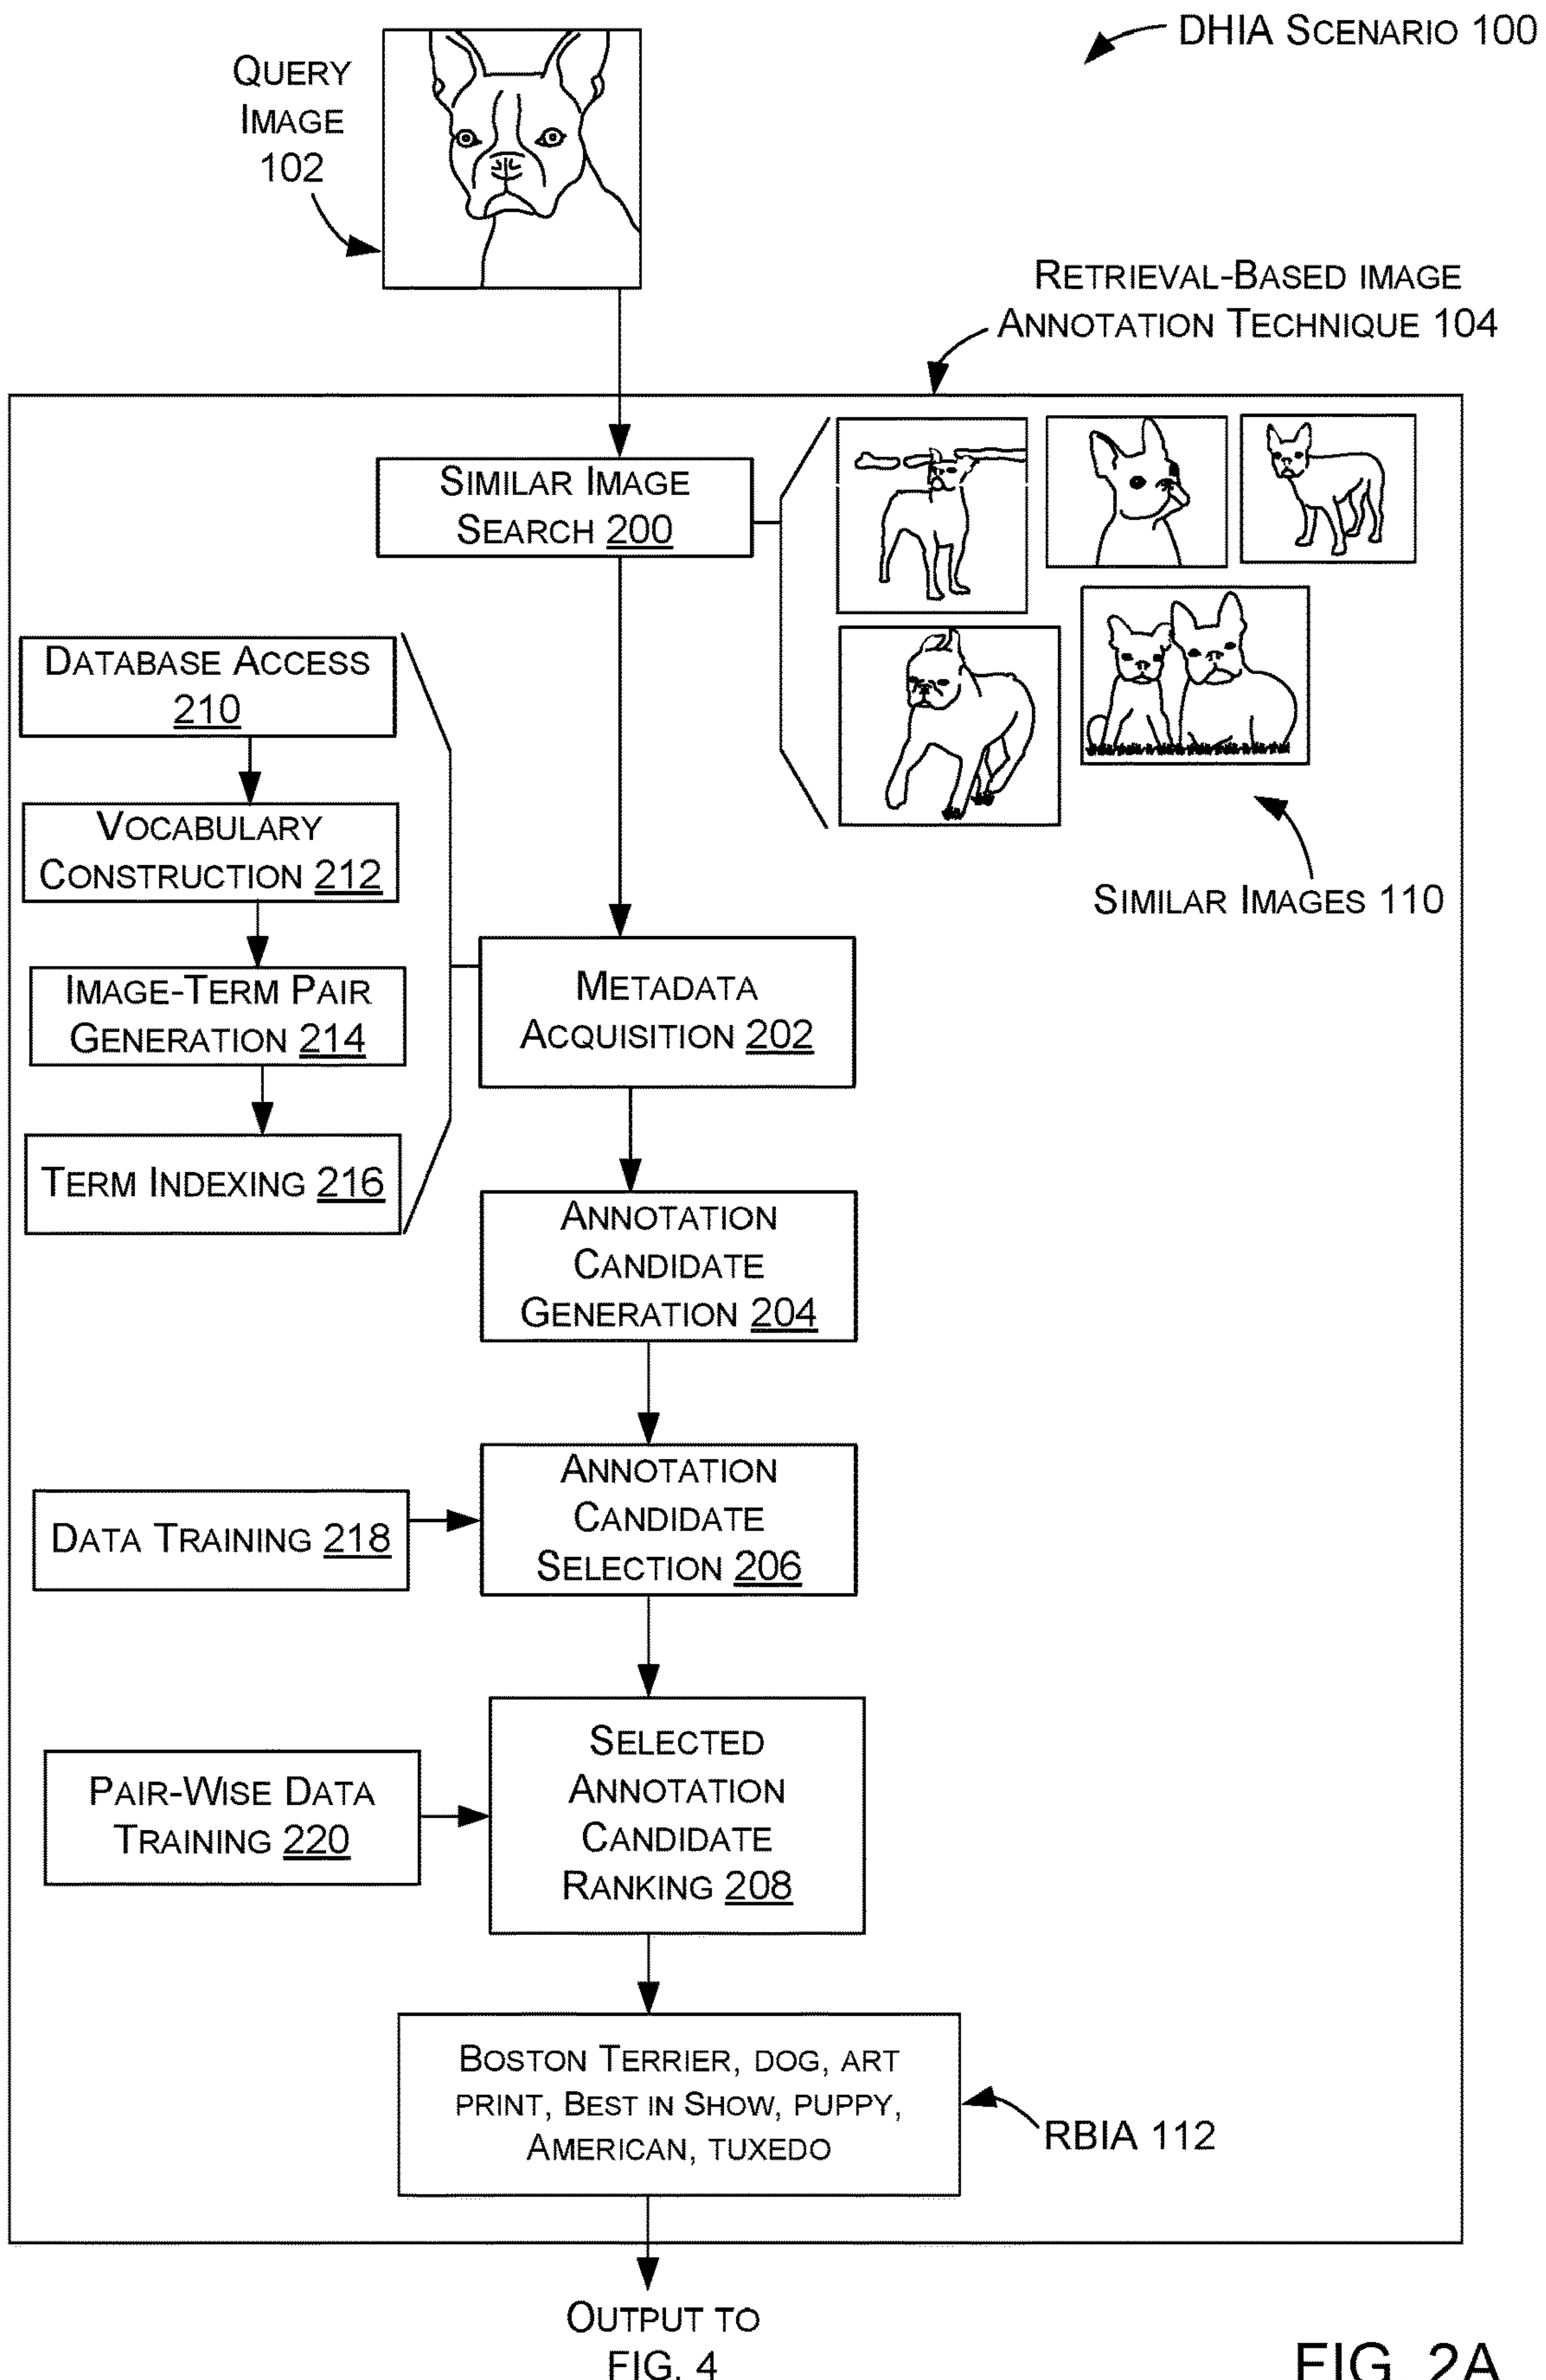 DHIA SCENARIO 100
QUERY
IMAGE
102
RETRIEVAL-BASED IMAGE
ANNOTATION TECHNIQUE 104
SIMILAR IMAGE
SEARCH 200
SIMILAR IMAGES 110
DATABASE ACCESS
210
VOCABULARY
CONSTRUCTION 212
IMAGE-TERM PAIR
GENERATION 214
TERM INDEXING 216
METADATA
ACQUISITION 202
ANNOTATION
CANDIDATE
GENERATION 204
DATA TRAINING 218
ANNOTATION
CANDIDATE
SELECTION 206
PAIR-WISE DATA
TRAINING 220
SELECTED
ANNOTATION
CANDIDATE
RANKING 208
BOSTON TERRIER, DOG, ART
PRINT, BEST IN SHOW, PUPPY,
AMERICAN, TUXEDO
RBIA 112
OUTPUT TO
FIG. 4
FIG. 2A